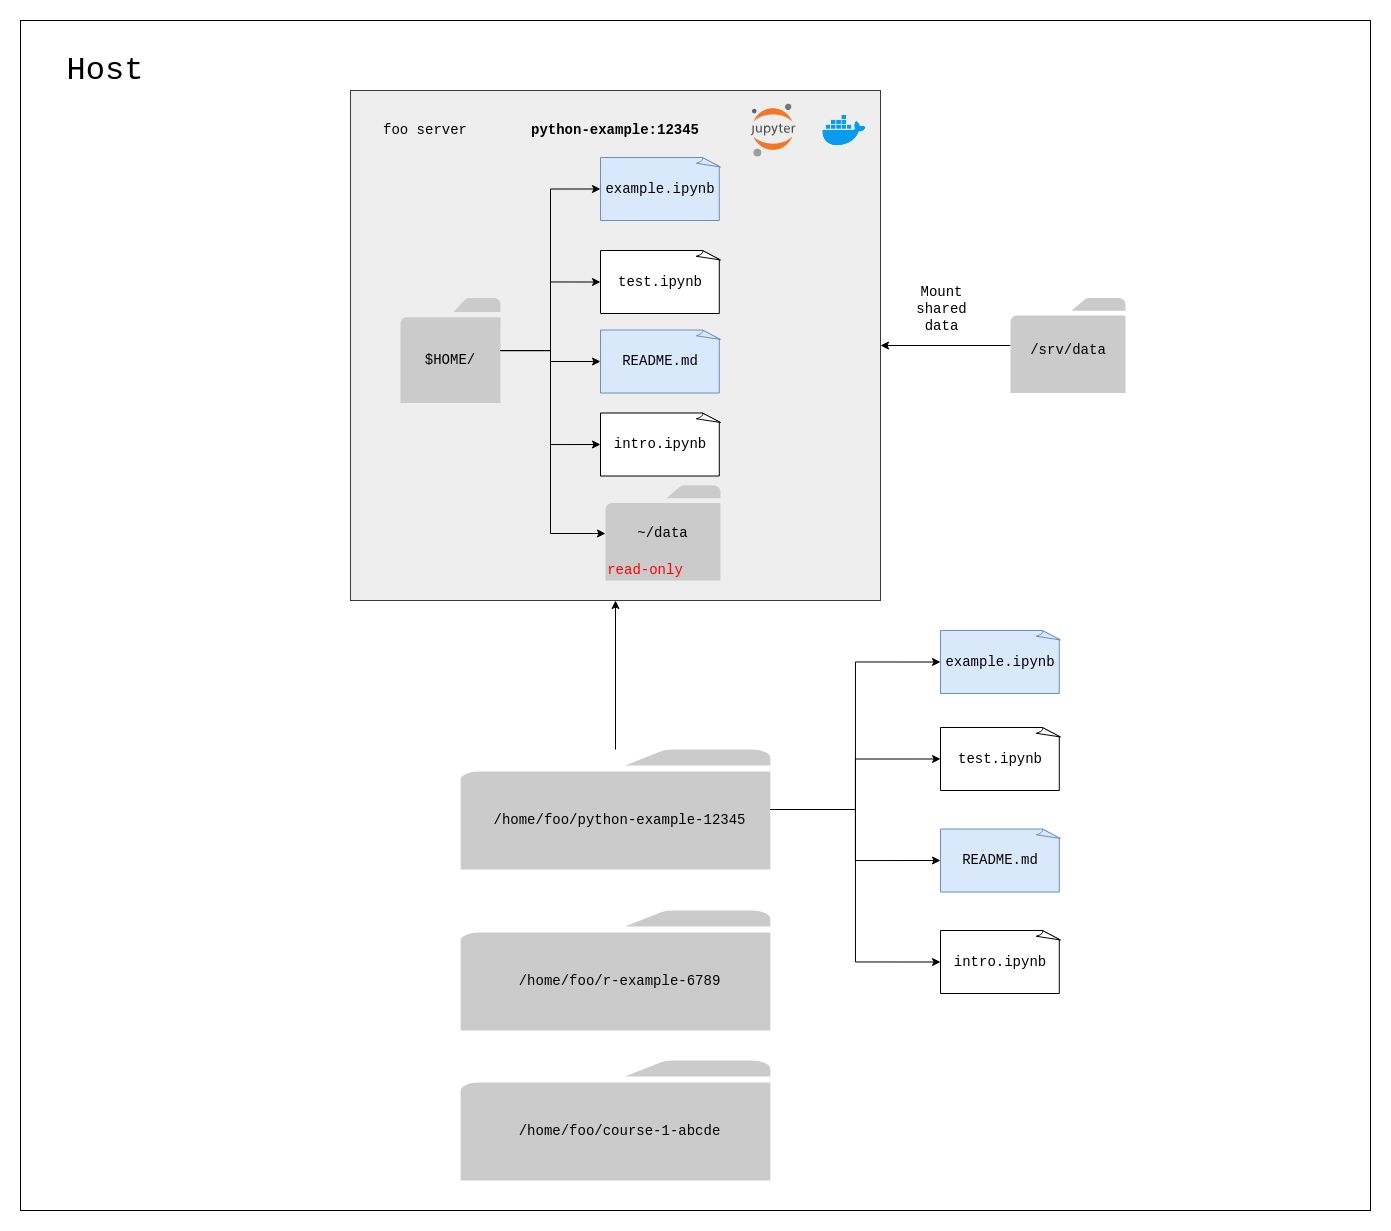 Host
foo server
python-example:12345
jupyter
example.ipynb
test.ipynb
$HOME/
README.md
intro.ipynb
~/data
read-only
Mount
shared
data
/srv/data
example.ipynb
test.ipynb
/home/foo/python-example-12345
README.md
intro.ipynb
/home/foo/r-example-6789
/home/foo/course-1-abcde